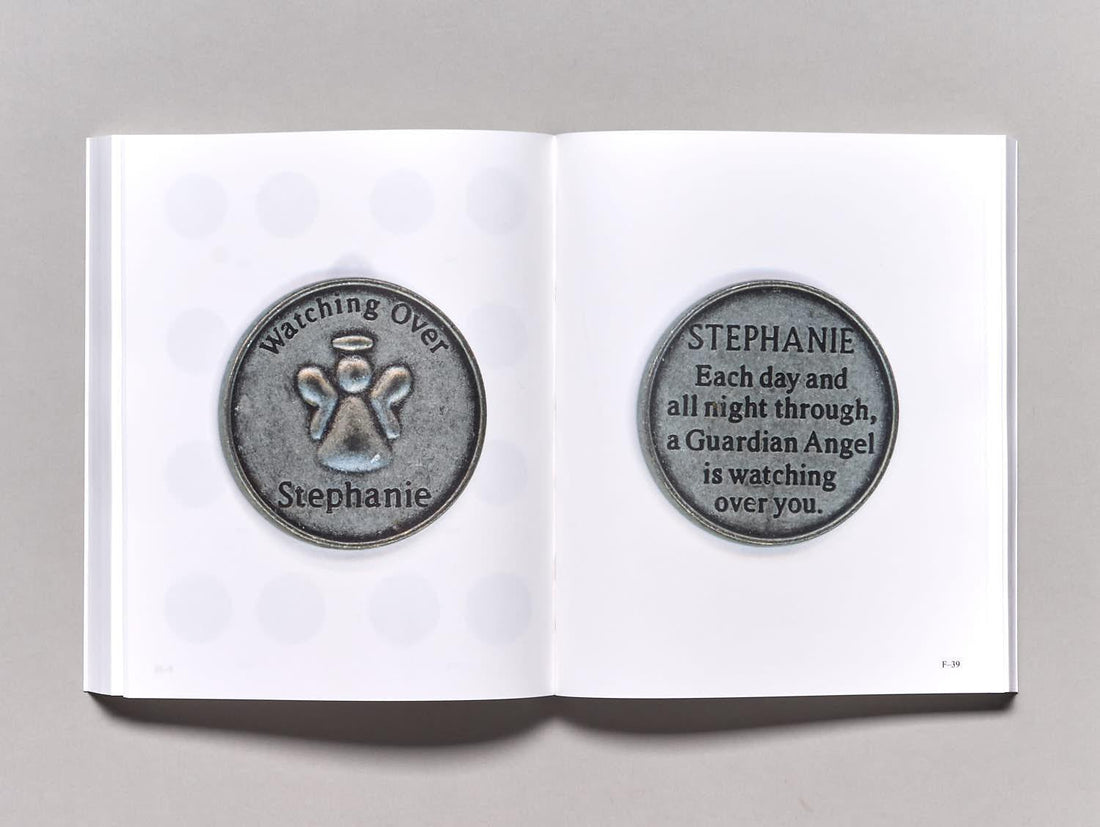 Watching Over
Stephanie
STEPHANIE
Each day and
all night through,
a Guardian Angel
is watching
over you.
F–39